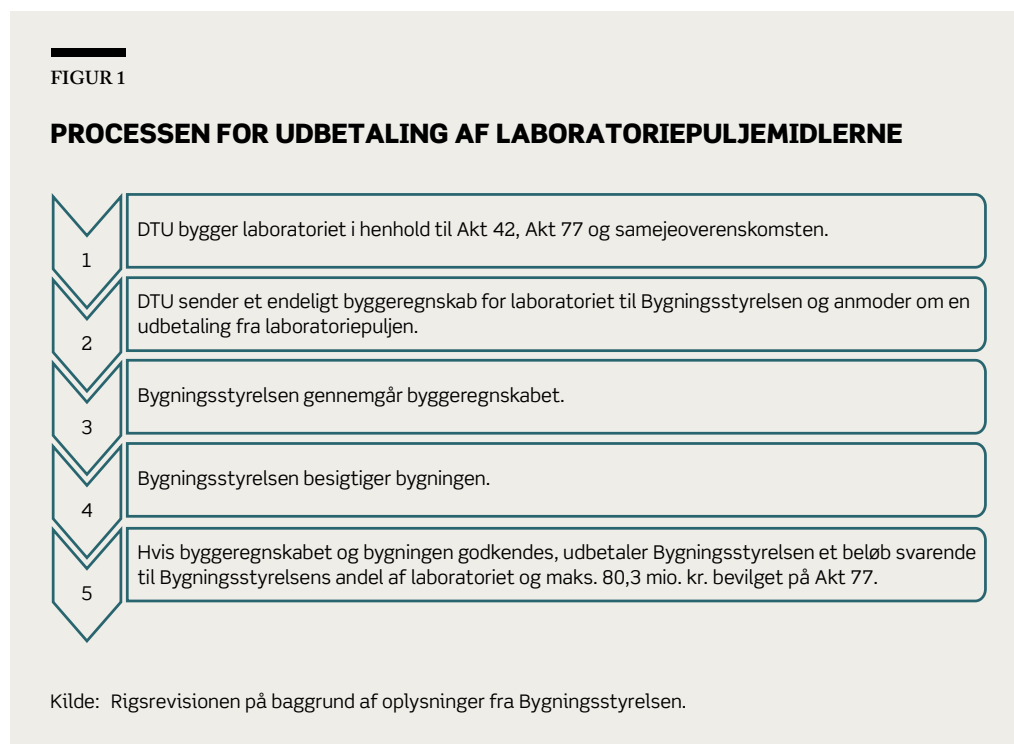 FIGUR 1
PROCESSEN FOR UDBETALING AF LABORATORIEPULJEMIDLERNE
1
DTU bygger laboratoriet i henhold til Akt 42, Akt 77 og samejeoverenskomsten.
2
DTU sender et endeligt byggeregnskab for laboratoriet til Bygningsstyrelsen og anmoder om en
udbetaling fra laboratoriepuljen.
3
Bygningsstyrelsen gennemgår byggeregnskabet.
4
Bygningsstyrelsen besigtiger bygningen.
5
Hvis byggeregnskabet og bygningen godkendes, udbetaler Bygningsstyrelsen et beløb svarende
til Bygningsstyrelsens andel af laboratoriet og maks. 80,3 mio. kr. bevilget på Akt 77.
Kilde: Rigsrevisionen på baggrund af oplysninger fra Bygningsstyrelsen.